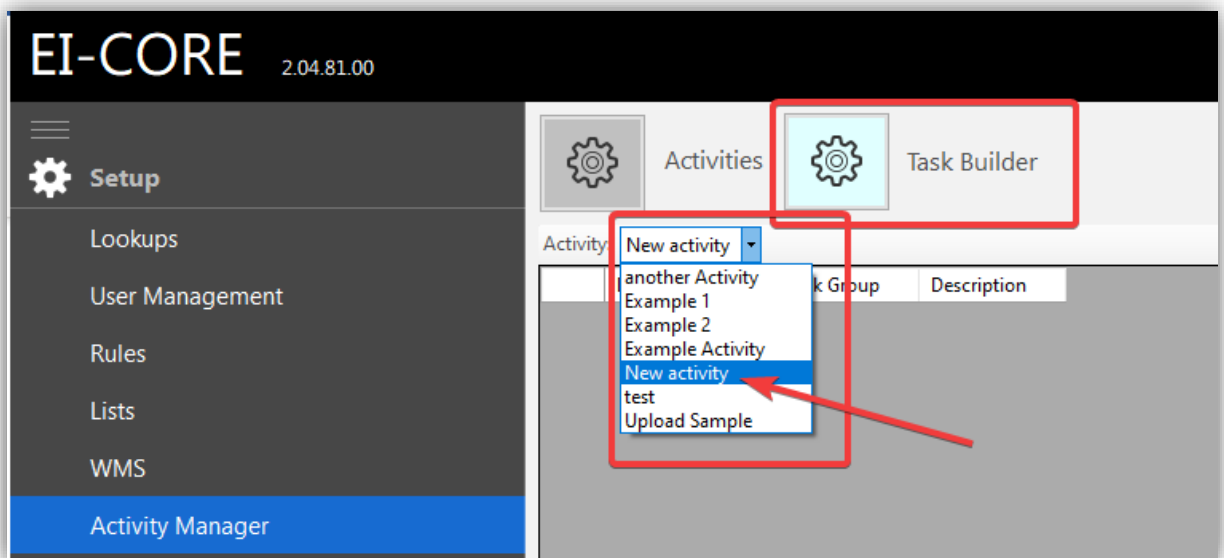 EI-CORE 2.04.81.00
Setup
Lookups
User Management
Rules
Lists
WMS
Activity Manager
Activities
Task Builder
Activity: New activity
k Group Description
another Activity
Example 1
Example 2
Example Activity
New activity
test
Upload Sample